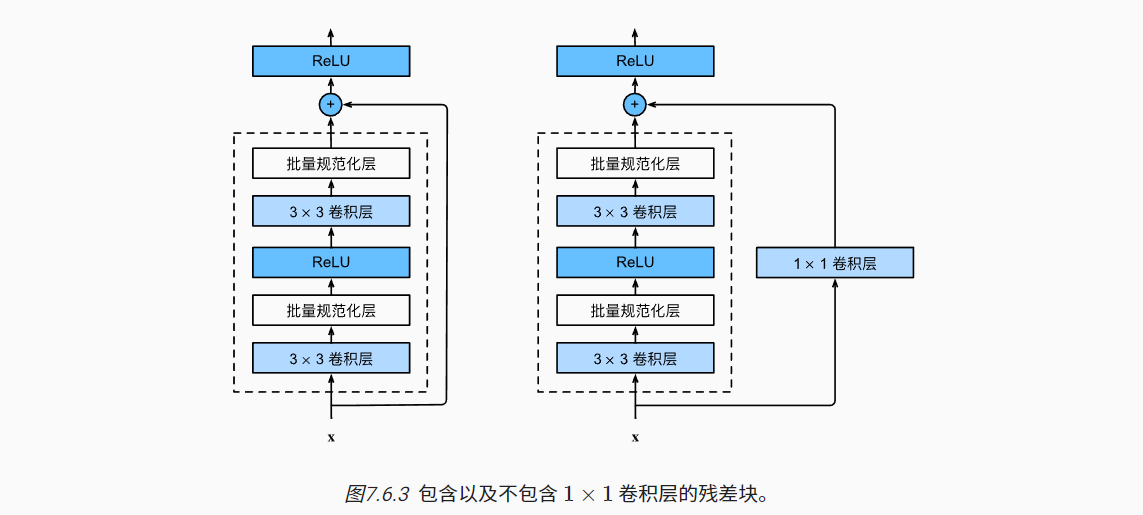 ReLU
+
批量规范化层
3 × 3 卷积层
ReLU
批量规范化层
3 × 3 卷积层
x
ReLU
+
批量规范化层
3 × 3 卷积层
ReLU
批量规范化层
3 × 3 卷积层
x
1 × 1 卷积层
图7.6.3 包含以及不包含 1 × 1 卷积层的残差块。